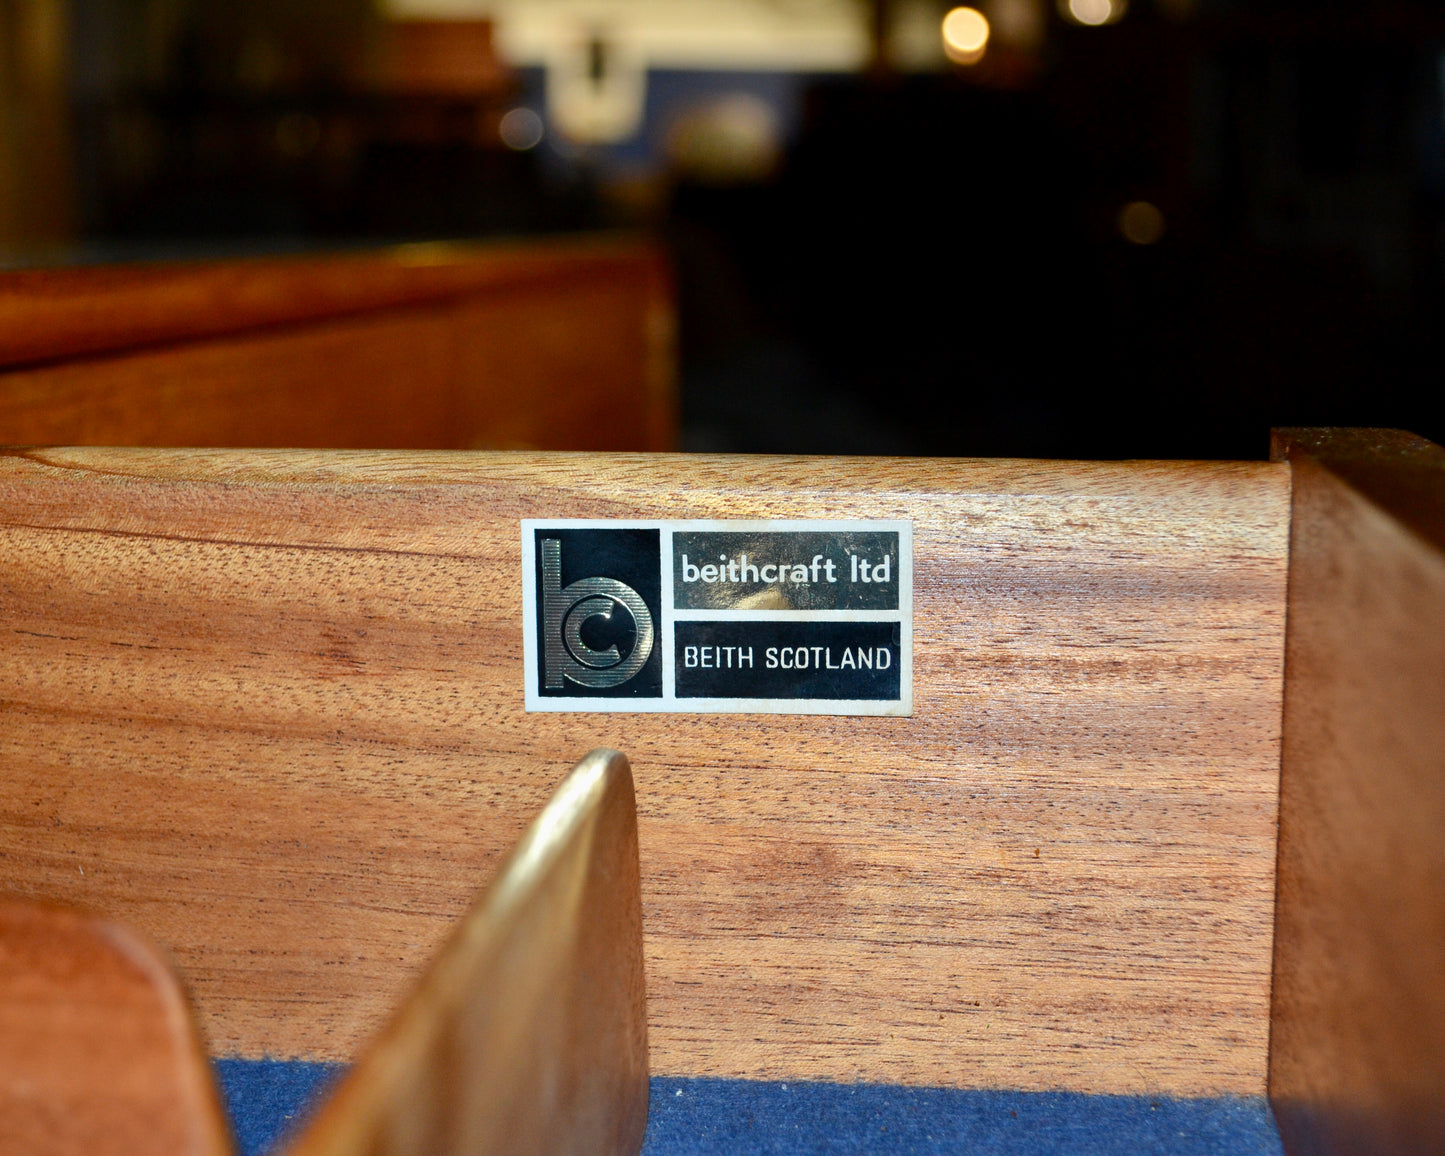 bc
beithcraft ltd
BEITH SCOTLAND